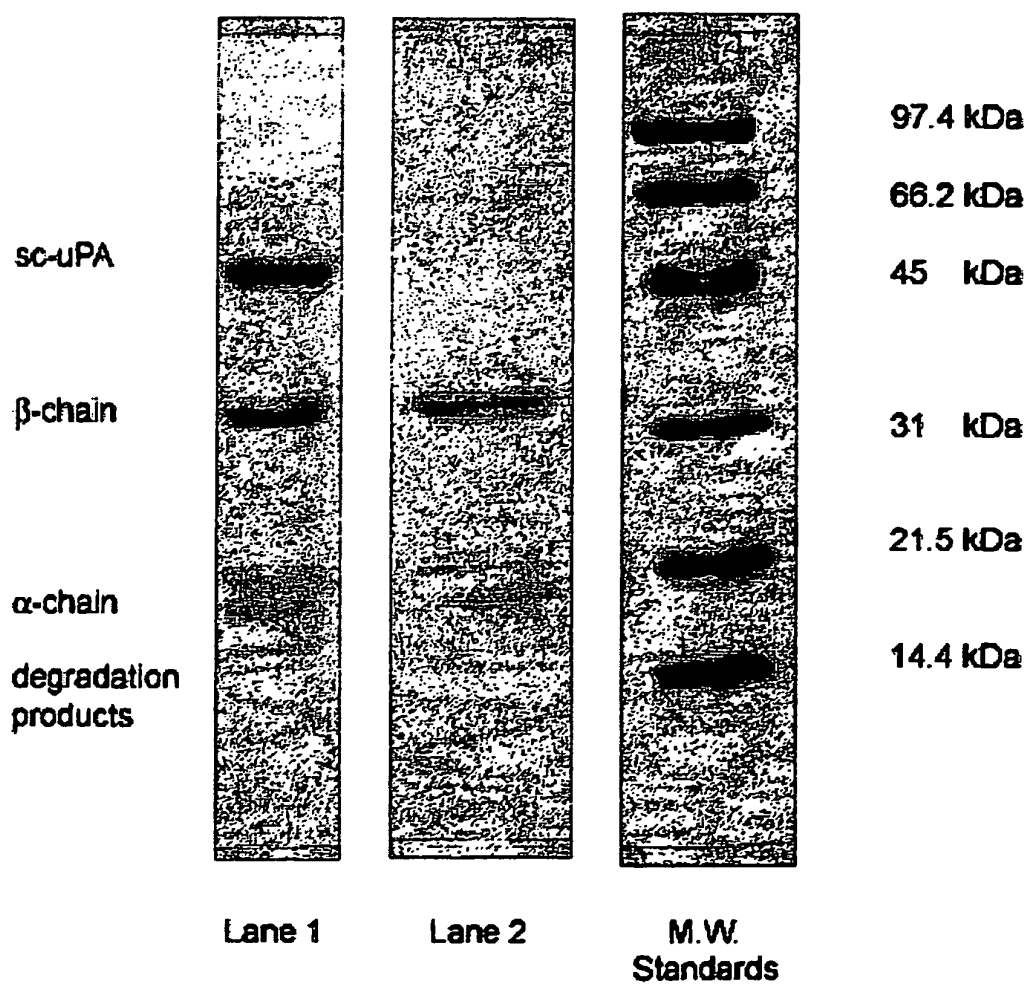 97.4 kDa
66.2 kDa
sc-uPA
45 kDa
β-chain
31 kDa
21.5 kDa
α-chain
14.4 kDa
degradation
products
Lane 1
Lane 2
M.W.
Standards